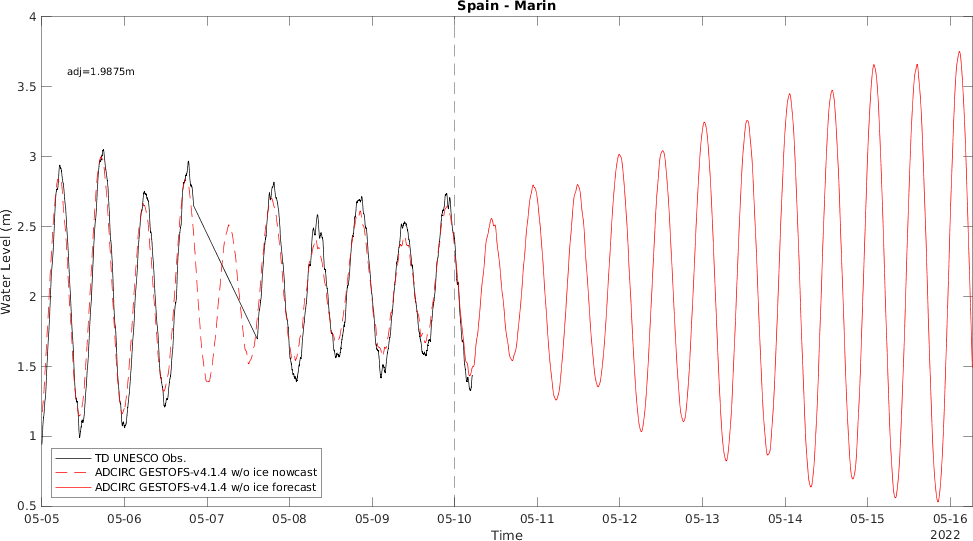 Spain - Marin
adj=1.9875m
Water Level (m)
4
3.5
3
2.5
2
1.5
1
0.5
TD UNESCO Obs.
ADCIRC GESTOFS-v4.1.4 w/o ice nowcast
ADCIRC GESTOFS-v4.1.4 w/o ice forecast
05-05 05-06 05-07 05-08 05-09 05-10 05-11 05-12 05-13 05-14 05-15 05-16
Time
2022